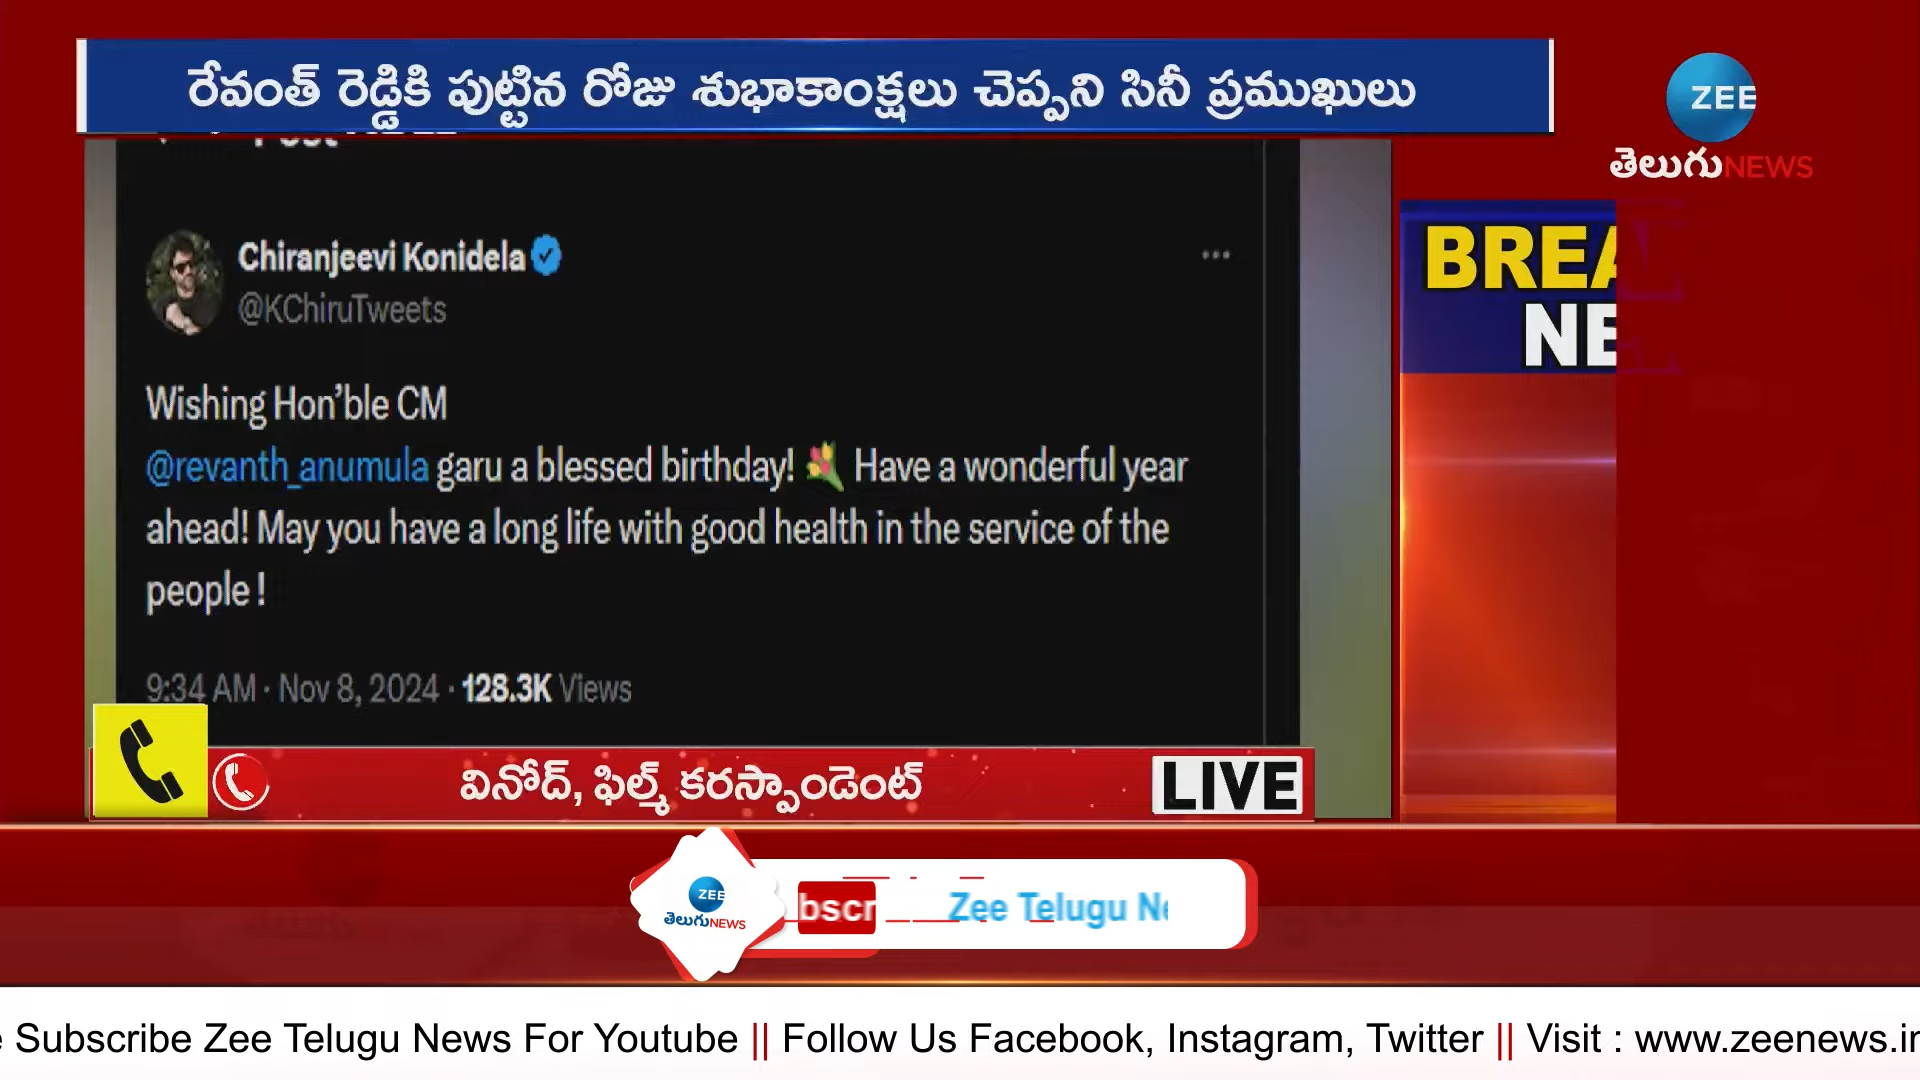 రేవంత్ రెడ్డికి పుట్టిన రోజు శుభాకాంక్షలు చెప్పని సినీ ప్రముఖులు
ZEE
తెలుగు NEWS
Chiranjeevi Konidela
@KChiruTweets
Wishing Hon’ble CM
@revanth_anumula garu a blessed birthday! 💐 Have a wonderful year
ahead! May you have a long life with good health in the service of the
people !
9:34 AM · Nov 8, 2024 · 128.3K Views
BREA
NE
వినోద్, ఫిల్మ్ కరస్పాండెంట్
LIVE
ZEE
తెలుగు NEWS
bscr
Zee Telugu Ne
e Subscribe Zee Telugu News For Youtube || Follow Us Facebook, Instagram, Twitter || Visit : www.zeenews.in